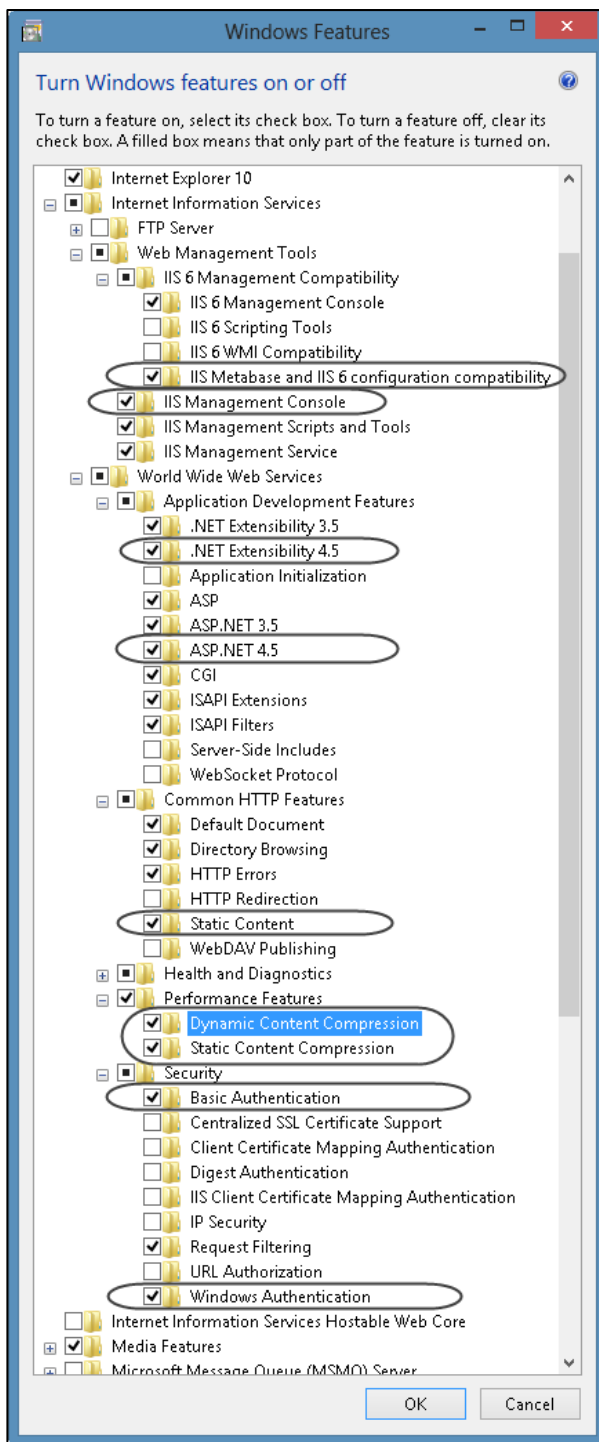 Windows Features
Turn Windows features on or off
To turn a feature on, select its check box. To turn a feature off, clear its
check box. A filled box means that only part of the feature is turned on.
Internet Explorer 10
Internet Information Services
FTP Server
Web Management Tools
IIS 6 Management Compatibility
IIS 6 Management Console
IIS 6 Scripting Tools
IIS 6 WMI Compatibility
IIS Metabase and IIS 6 configuration compatibility
IIS Management Console
IIS Management Scripts and Tools
IIS Management Service
World Wide Web Services
Application Development Features
.NET Extensibility 3.5
.NET Extensibility 4.5
Application Initialization
ASP
ASP.NET 3.5
ASP.NET 4.5
CGI
ISAPI Extensions
ISAPI Filters
Server-Side Includes
WebSocket Protocol
Common HTTP Features
Default Document
Directory Browsing
HTTP Errors
HTTP Redirection
Static Content
WebDAV Publishing
Health and Diagnostics
Performance Features
Dynamic Content Compression
Static Content Compression
Security
Basic Authentication
Centralized SSL Certificate Support
Client Certificate Mapping Authentication
Digest Authentication
IIS Client Certificate Mapping Authentication
IP Security
Request Filtering
URL Authorization
Windows Authentication
Internet Information Services Hostable Web Core
Media Features
Microsoft Message Queue (MSMQ) Server
OK Cancel